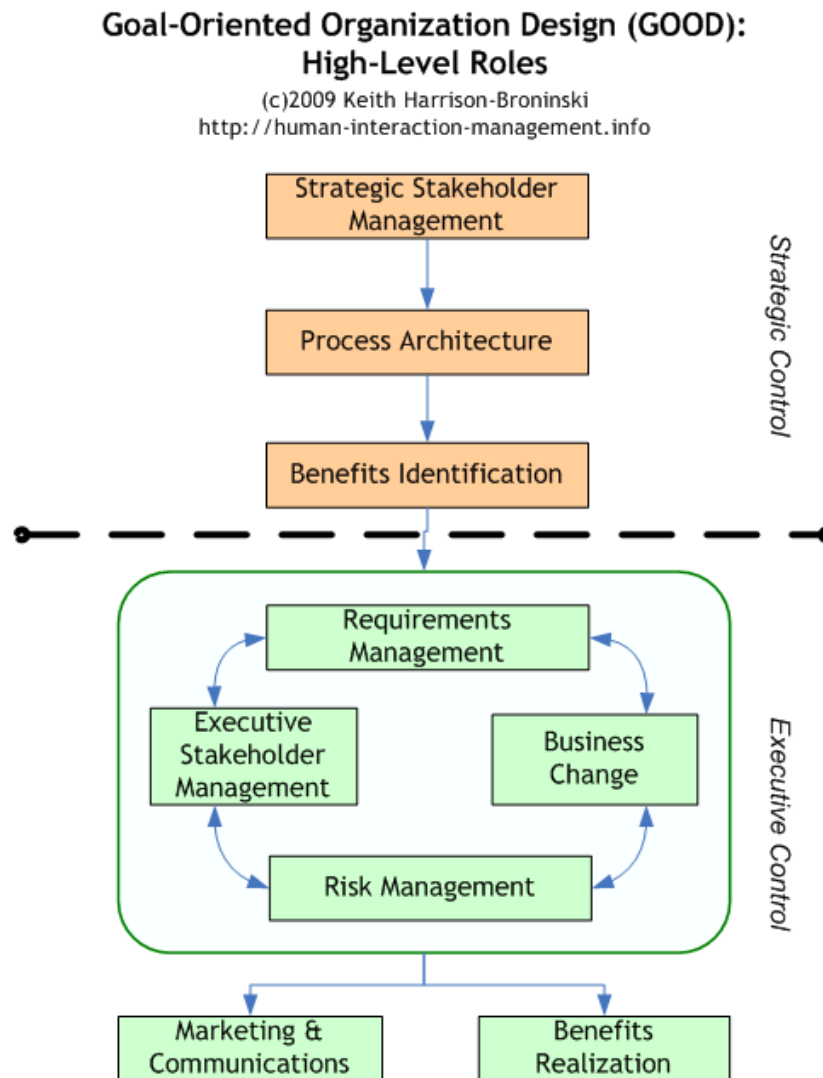 Goal-Oriented Organization Design (GOOD):
High-Level Roles
(c)2009 Keith Harrison-Broninski
http://human-interaction-management.info
Strategic Stakeholder
Management
Process Architecture
Benefits Identification
Strategic Control
Requirements
Management
Executive
Stakeholder
Management
Business
Change
Risk Management
Executive Control
Marketing &
Communications
Benefits
Realization